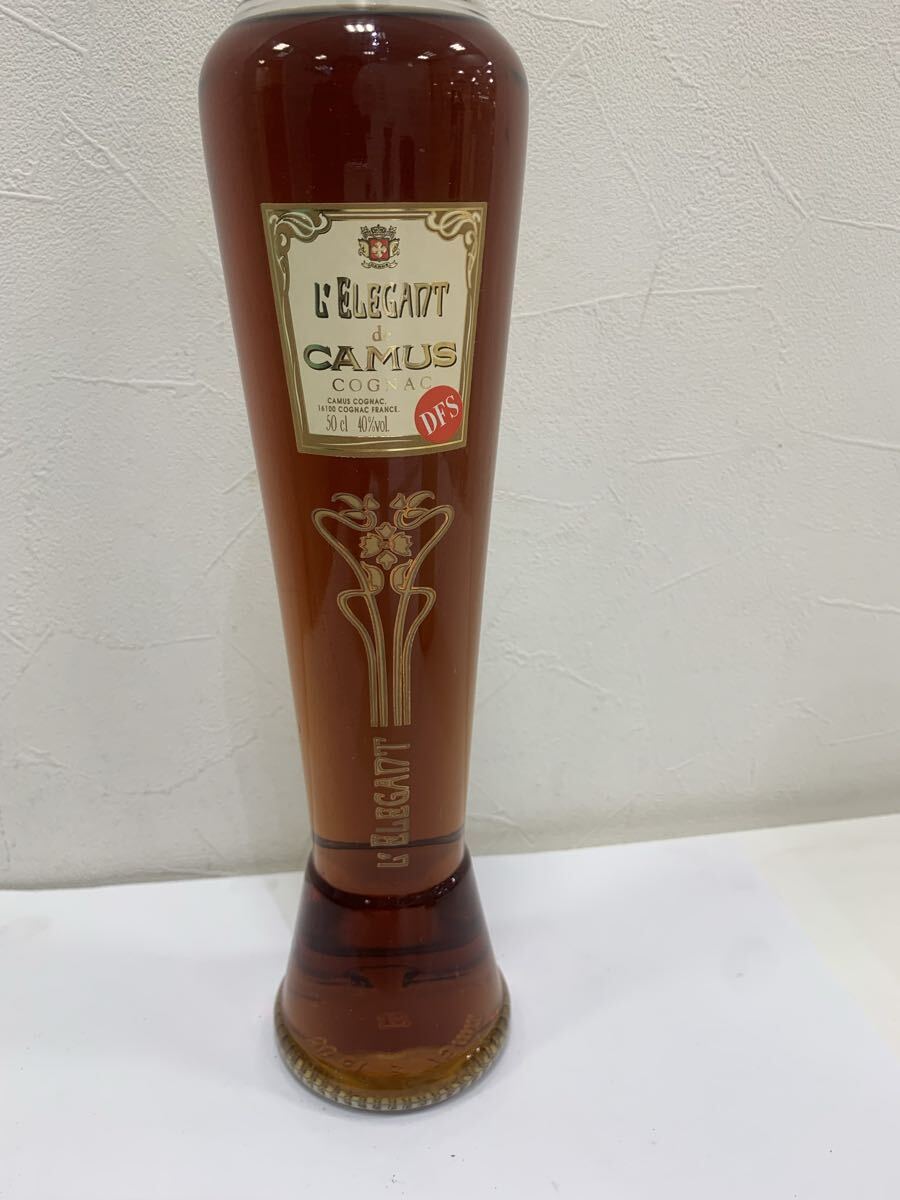 L'ELEGANT
de
CAMUS
COGNAC
CAMUS COGNAC.
16100 COGNAC FRANCE.
50 cl 40%vol.
DFS
L'ELEGANT